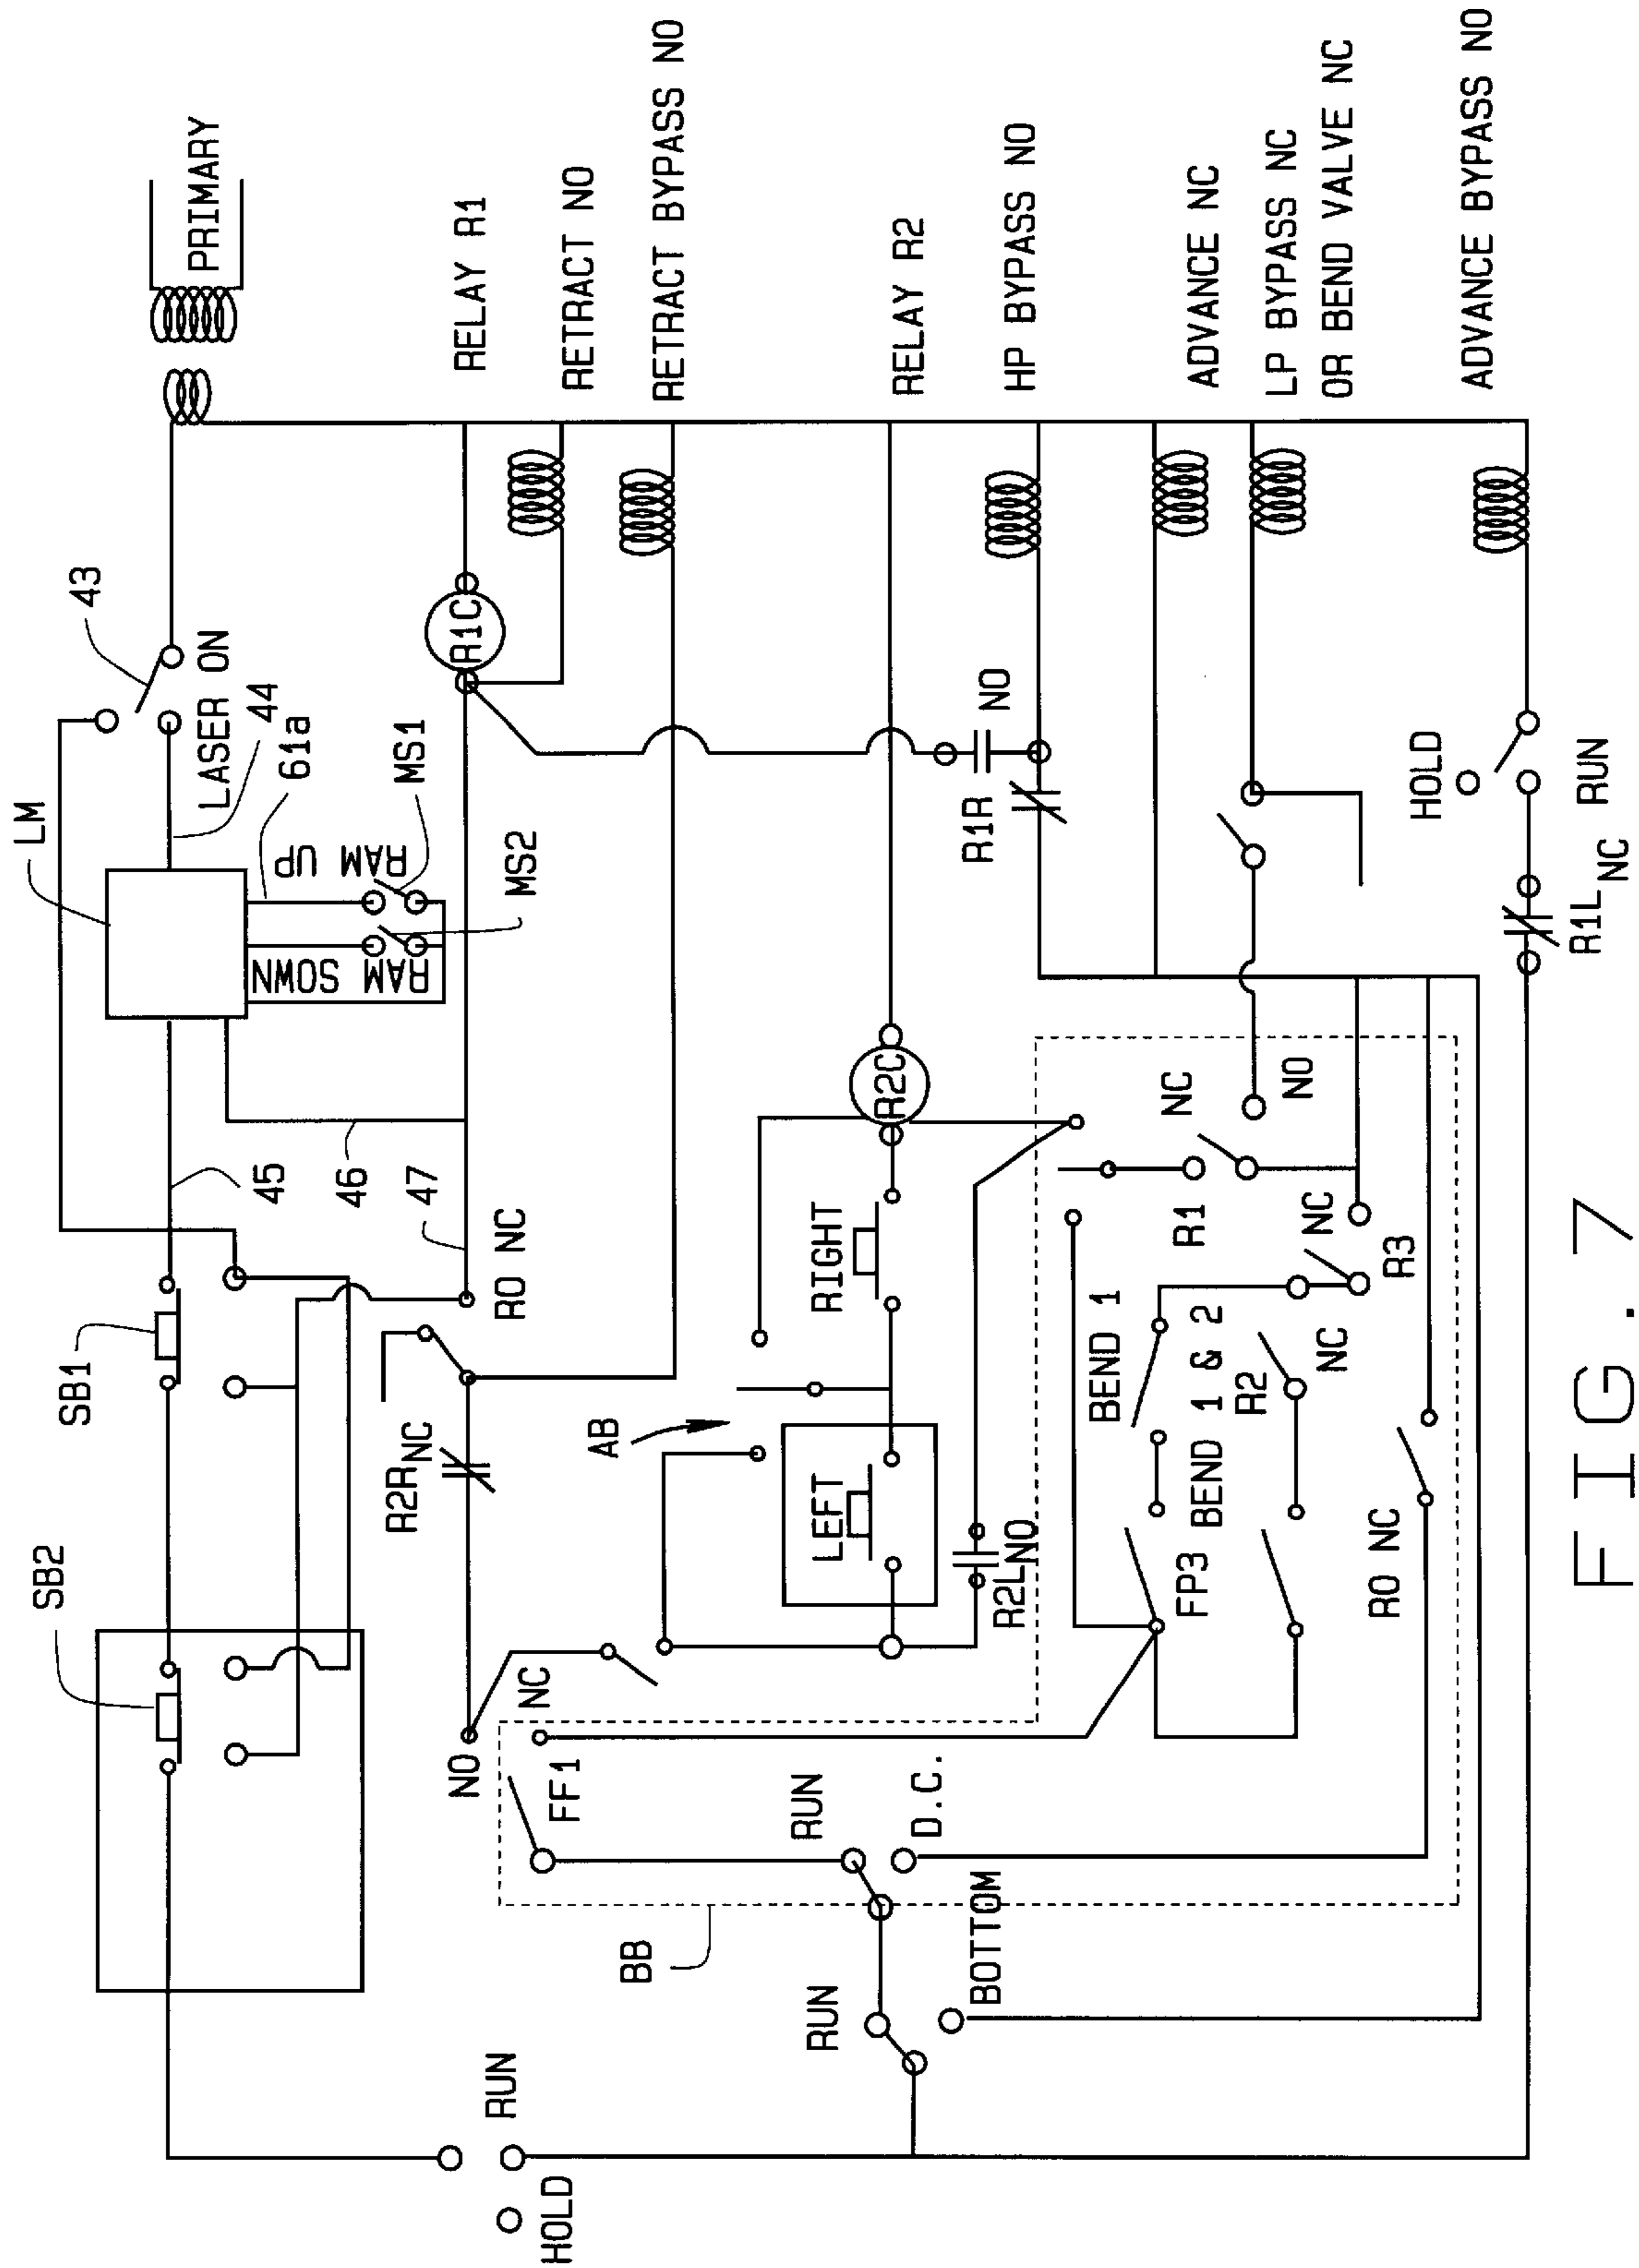 PRIMARY
43
LM
LASER ON
44
61a
RAM UP
MS1
RAM SOWN
MS2
SB1
SB2
45
46
47
RELAY R1
R1C
RETRACT NO
RETRACT BYPASS NO
RO NC
R2R NC
NO
NC
AB
LEFT
RIGHT
R2C
RELAY R2
R2L NO
NO
R1R
HP BYPASS NO
ADVANCE NC
LP BYPASS NC
OR BEND VALVE NC
ADVANCE BYPASS NO
HOLD
RUN
R1L NC
FF1
RUN
D.C.
BB
RUN
BOTTOM
RUN
HOLD
BEND 1
BEND 1 & 2
FP3
R2
NC
R1
NC
NO
NC
R3
RO NC
FIG. 7